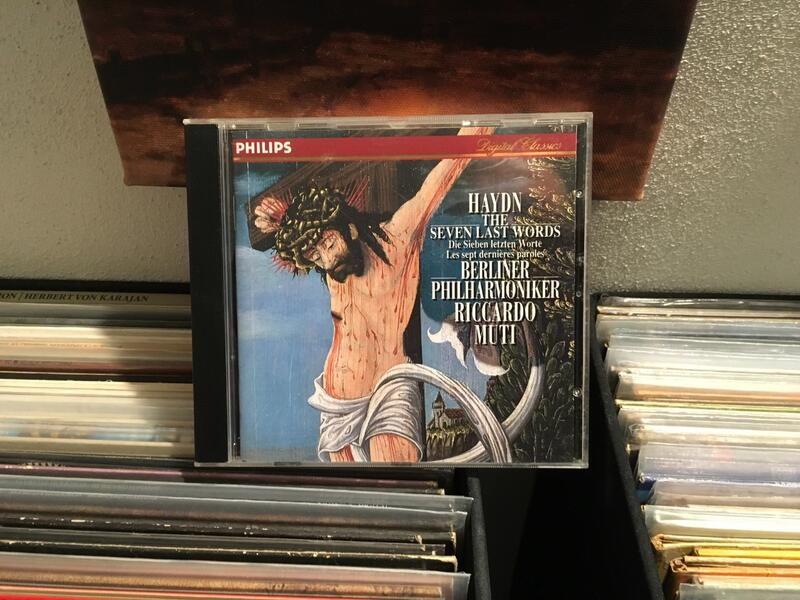 PHILIPS
Digital Classics
HAYDN
THE
SEVEN LAST WORDS
Die Sieben letzten Worte
Les sept dernières paroles
BERLINER
PHILHARMONIKER
RICCARDO
MUTI
/ HERBERT VON KARAJAN